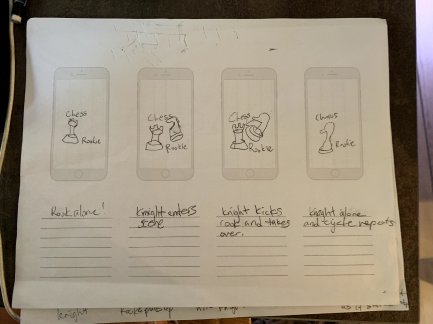 Chess
Rookie
Chess
Rookie
Chess
Rookie
Chess
Rookie
Rook alone!
Knight enters
scene
Knight kicks
rook and takes
over.
Knight alone
and cycle repeats
knight